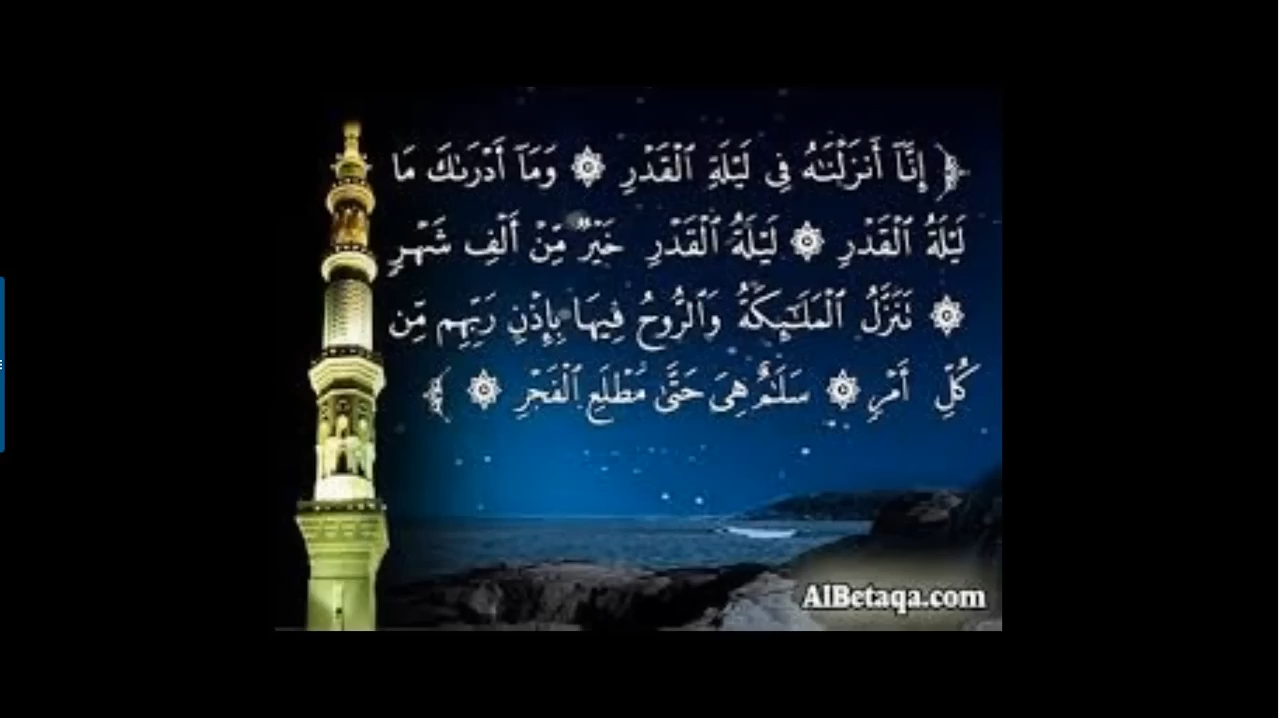 ﴿ إِنَّآ أَنزَلْنَـٰهُ فِى لَيْلَةِ ٱلْقَدْرِ ۞ وَمَآ أَدْرَىٰكَ مَا
لَيْلَةُ ٱلْقَدْرِ ۞ لَيْلَةُ ٱلْقَدْرِ خَيْرٌ مِّنْ أَلْفِ شَهْرٍ
۞ تَنَزَّلُ ٱلْمَلَـٰٓئِكَةُ وَٱلرُّوحُ فِيهَا بِإِذْنِ رَبِّهِم مِّن
كُلِّ أَمْرٍ ۞ سَلَـٰمٌ هِىَ حَتَّىٰ مَطْلَعِ ٱلْفَجْرِ ۞ ﴾
AlBetaqa.com